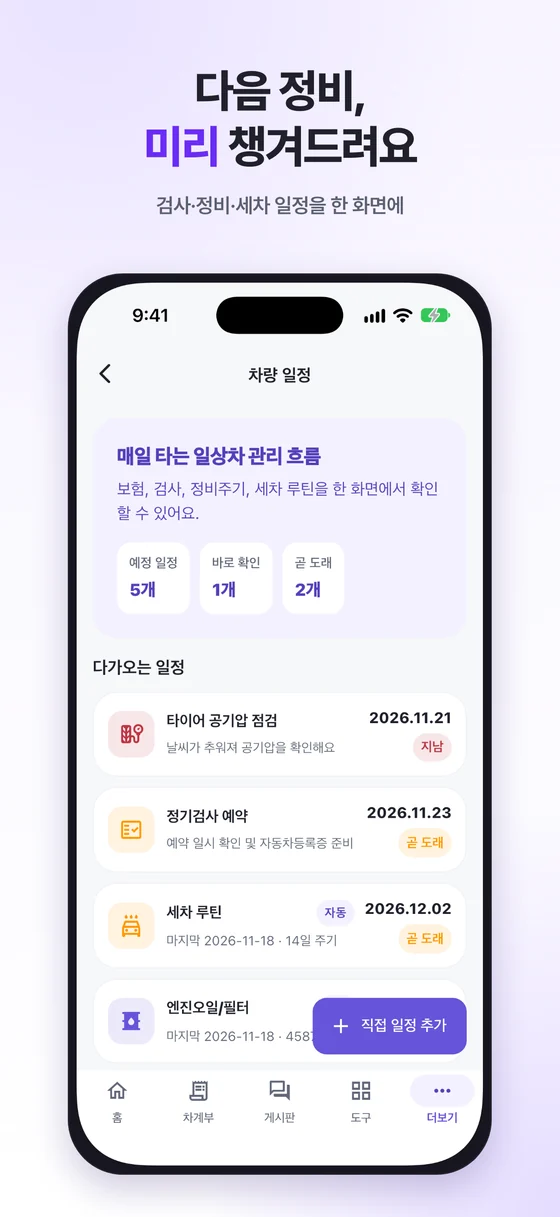 다음 정비,
미리 챙겨드려요
검사·정비·세차 일정을 한 화면에
9:41
차량 일정
매일 타는 일상차 관리 흐름
보험, 검사, 정비주기, 세차 루틴을 한 화면에서 확인
할 수 있어요.
예정 일정 바로 확인 곧 도래
5개 1개 2개
다가오는 일정
타이어 공기압 점검 2026.11.21
날씨가 추워져 공기압을 확인해요 지남
정기검사 예약 2026.11.23
예약 일시 확인 및 자동차등록증 준비 곧 도래
세차 루틴 자동 2026.12.02
마지막 2026-11-18 · 14일 주기 곧 도래
엔진오일/필터
마지막 2026-11-18 ·
+ 직접 일정 추가
홈 차계부 게시판 도구 더보기